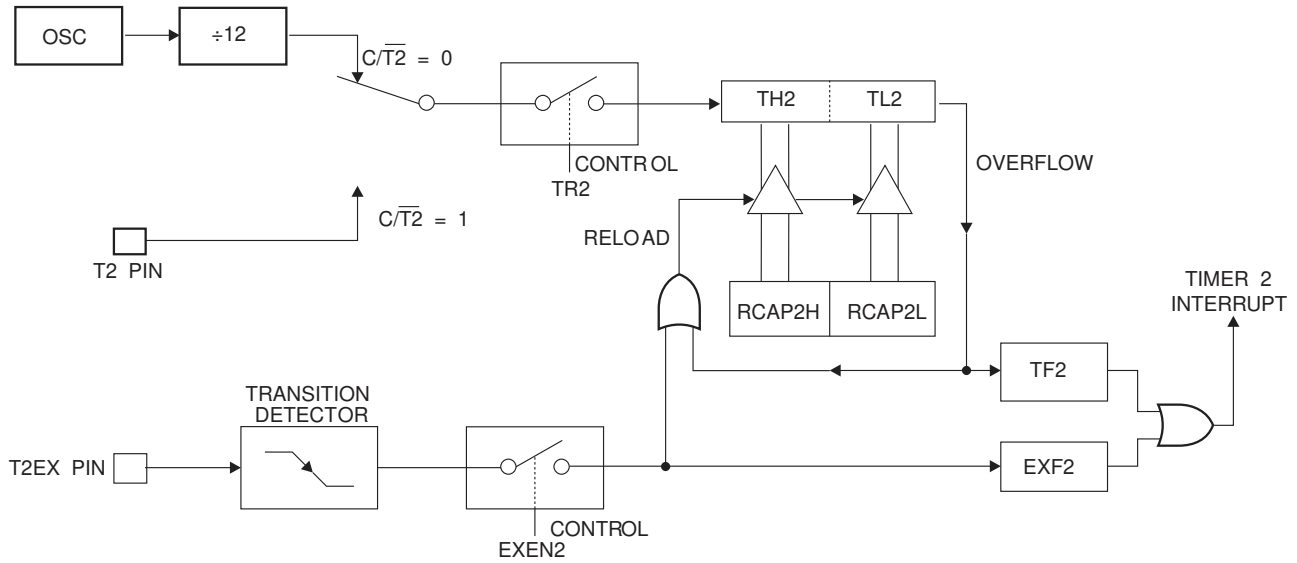 OSC
÷12
C/T2 = 0
TH2
TL2
CONTROL
TR2
OVERFLOW
C/T2 = 1
T2 PIN
RELOAD
RCAP2H
RCAP2L
TIMER 2
INTERRUPT
TF2
TRANSITION
DETECTOR
T2EX PIN
EXF2
CONTROL
EXEN2